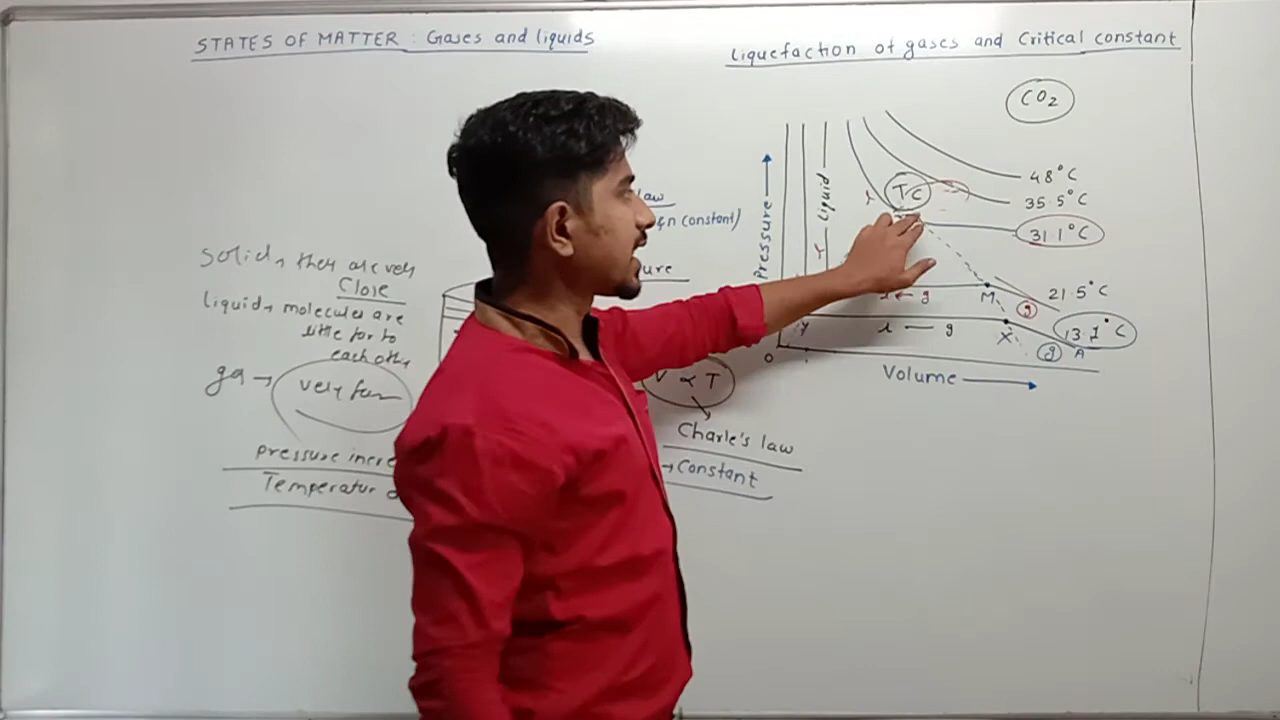 STATES OF MATTER : Gases and liquids
Liquefaction of gases and Critical constant
CO2
48°C
35.5°C
31.1°C
21.5°C
13.1°C
Tc
Pressure →
Liquid
l ← g
M
g
Y
l — g
X
g
A
O
Volume →
law
n constant)
ure
Solid → they are very
Close
liquid → molecules are
little far to
each other
gas →
very far
Pressure incre
Temperatur
V ∝ T
Charle's law
→ Constant